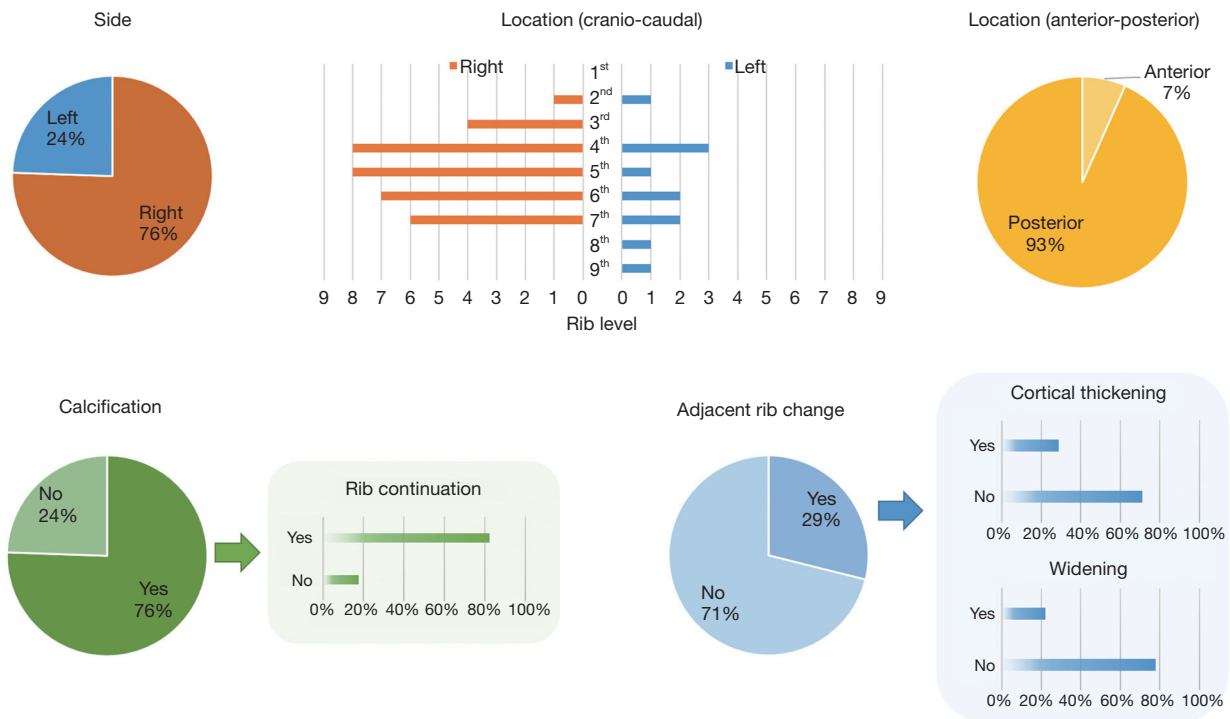 Side
Left
24%
Right
76%
Location (cranio-caudal)
Right
Left
1st
2nd
3rd
4th
5th
6th
7th
8th
9th
9 8 7 6 5 4 3 2 1 0 0 1 2 3 4 5 6 7 8 9
Rib level
Location (anterior-posterior)
Anterior
7%
Posterior
93%
Calcification
No
24%
Yes
76%
Rib continuation
Yes
No
0% 20% 40% 60% 80% 100%
Adjacent rib change
Yes
29%
No
71%
Cortical thickening
Yes
No
0% 20% 40% 60% 80% 100%
Widening
Yes
No
0% 20% 40% 60% 80% 100%